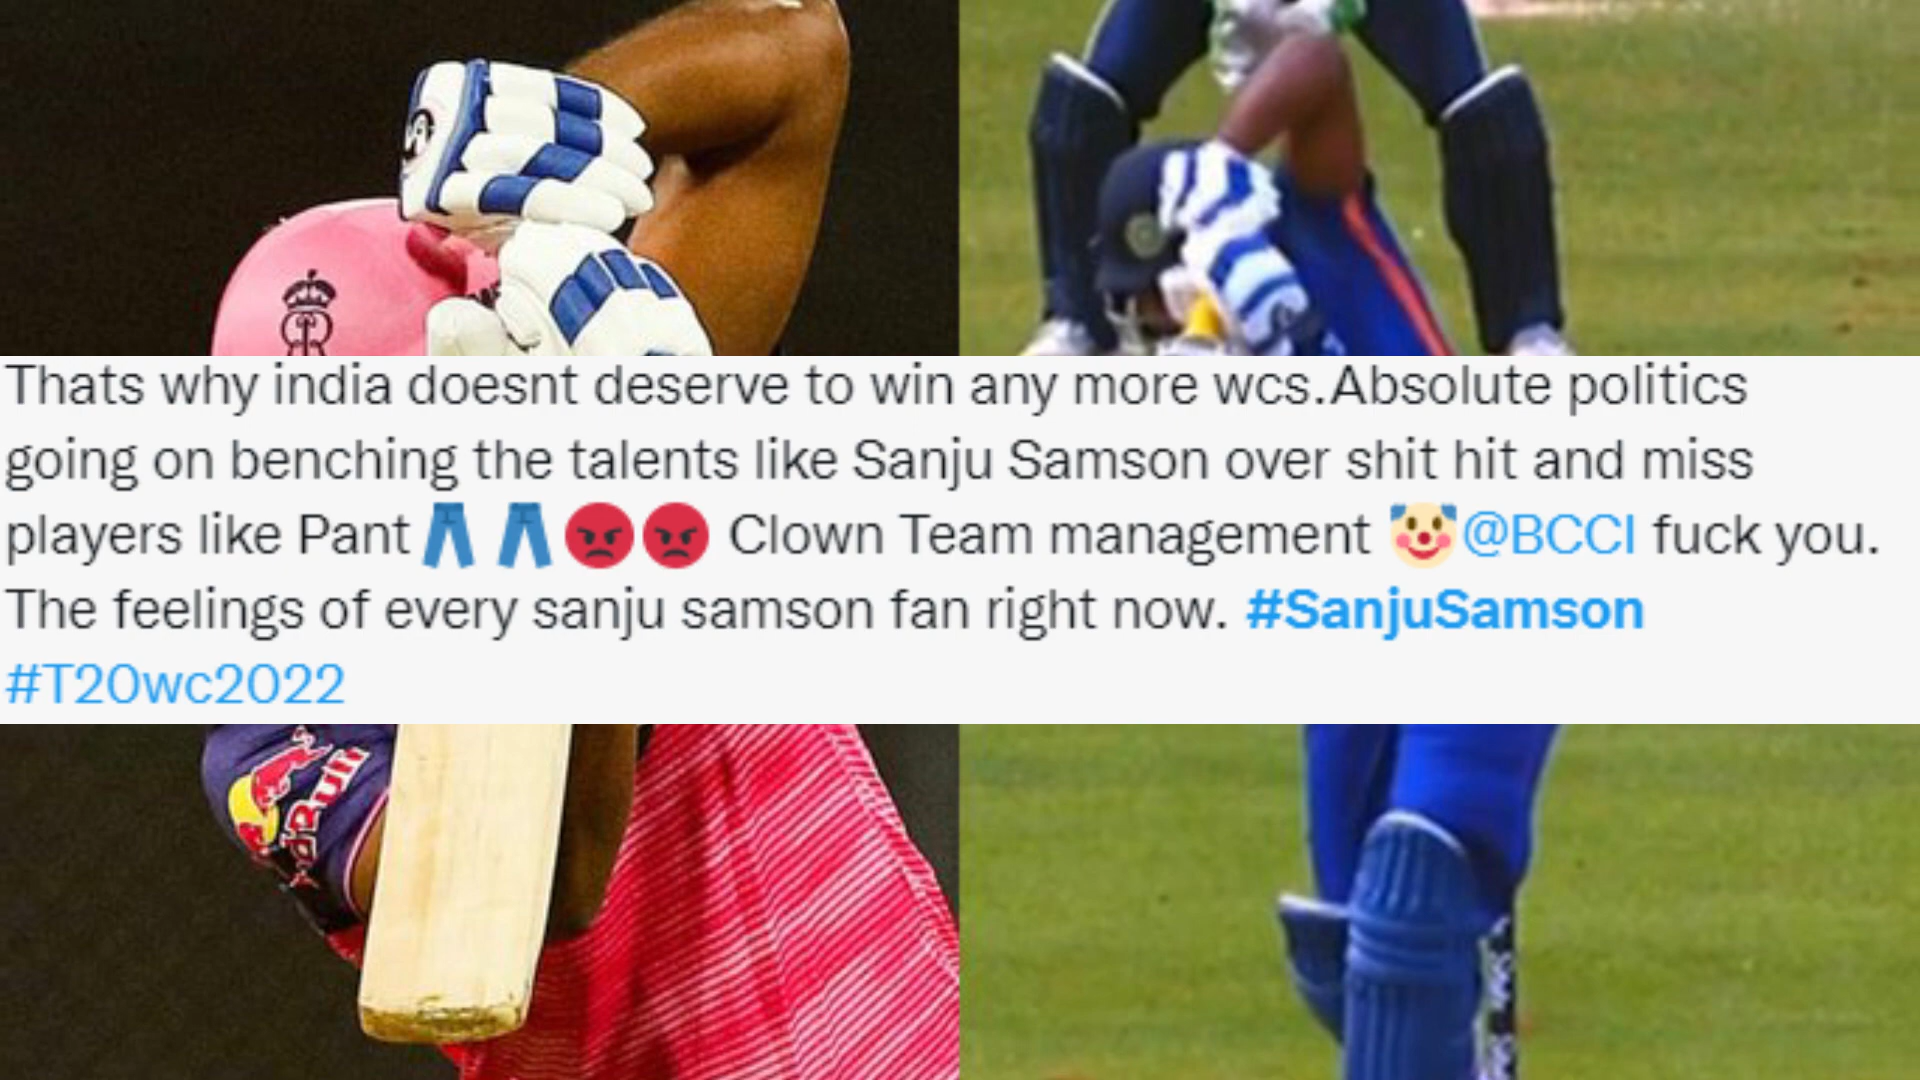 Thats why india doesnt deserve to win any more wcs.Absolute politics
going on benching the talents like Sanju Samson over shit hit and miss
players like Pant👖👖😡😡 Clown Team management 🤡@BCCI fuck you.
The feelings of every sanju samson fan right now. #SanjuSamson
#T20wc2022
RedBull